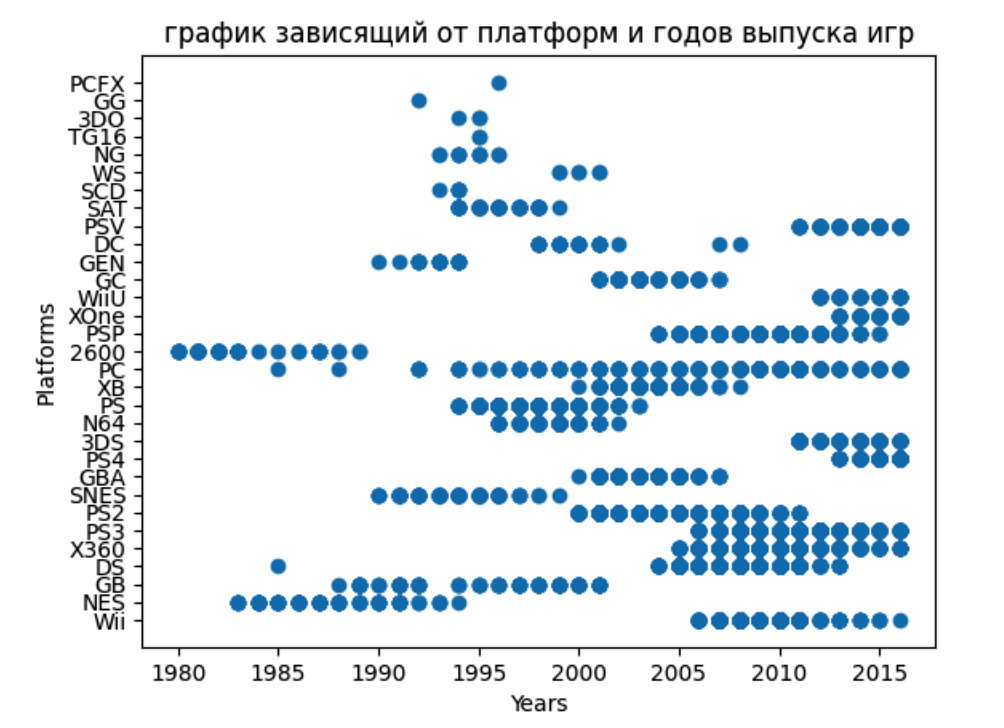 график зависящий от платформ и годов выпуска игр
Platforms
PCFX
GG
3DO
TG16
NG
WS
SCD
SAT
PSV
DC
GEN
GC
WiiU
XOne
PSP
2600
PC
XB
PS
N64
3DS
PS4
GBA
SNES
PS2
PS3
X360
DS
GB
NES
Wii
1980 1985 1990 1995 2000 2005 2010 2015
Years